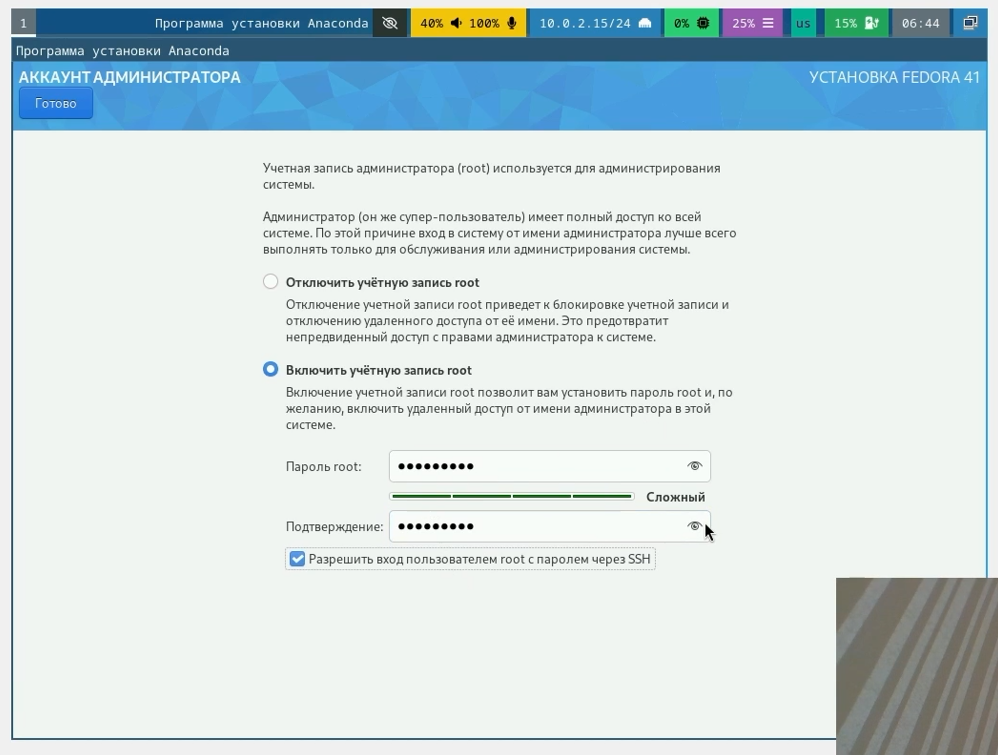 1 Программа установки Anaconda 40% 100% 10.0.2.15/24 0% 25% us 15% 06:44
Программа установки Anaconda
АККАУНТ АДМИНИСТРАТОРА УСТАНОВКА FEDORA 41
Готово
Учетная запись администратора (root) используется для администрирования
системы.
Администратор (он же супер-пользователь) имеет полный доступ ко всей
системе. По этой причине вход в систему от имени администратора лучше всего
выполнять только для обслуживания или администрирования системы.
Отключить учётную запись root
Отключение учетной записи root приведет к блокировке учетной записи и
отключению удаленного доступа от её имени. Это предотвратит
непредвиденный доступ с правами администратора к системе.
Включить учётную запись root
Включение учетной записи root позволит вам установить пароль root и, по
желанию, включить удаленный доступ от имени администратора в этой
системе.
Пароль root: ●●●●●●●●●
Сложный
Подтверждение: ●●●●●●●●●
Разрешить вход пользователем root с паролем через SSH